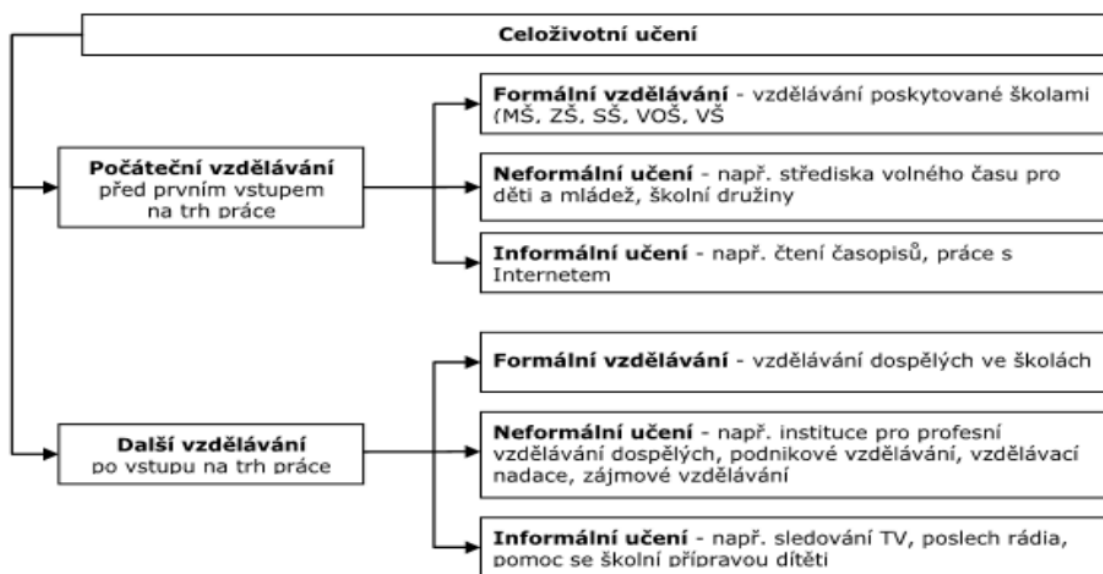 Celoživotní učení
Formální vzdělávání - vzdělávání poskytované školami
(MŠ, ZŠ, SŠ, VOŠ, VŠ
Počáteční vzdělávání
před prvním vstupem
na trh práce
Neformální učení - např. střediska volného času pro
děti a mládež, školní družiny
Informální učení - např. čtení časopisů, práce s
Internetem
Formální vzdělávání - vzdělávání dospělých ve školách
Další vzdělávání
po vstupu na trh práce
Neformální učení - např. instituce pro profesní
vzdělávání dospělých, podnikové vzdělávání, vzdělávací
nadace, zájmové vzdělávání
Informální učení - např. sledování TV, poslech rádia,
pomoc se školní přípravou dítěti